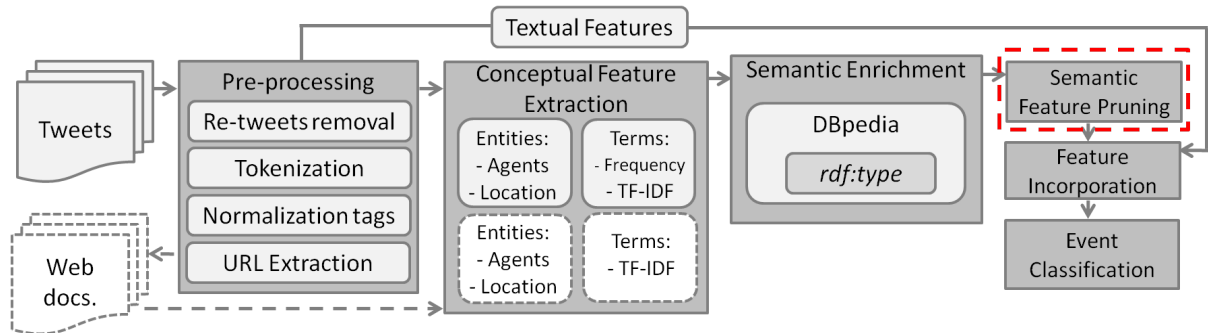 Textual Features
Tweets
Pre-processing
Re-tweets removal
Tokenization
Normalization tags
URL Extraction
Web
docs.
Conceptual Feature
Extraction
Entities:
- Agents
- Location
Terms:
- Frequency
- TF-IDF
Entities:
- Agents
- Location
Terms:
- TF-IDF
Semantic Enrichment
DBpedia
rdf:type
Semantic
Feature Pruning
Feature
Incorporation
Event
Classification